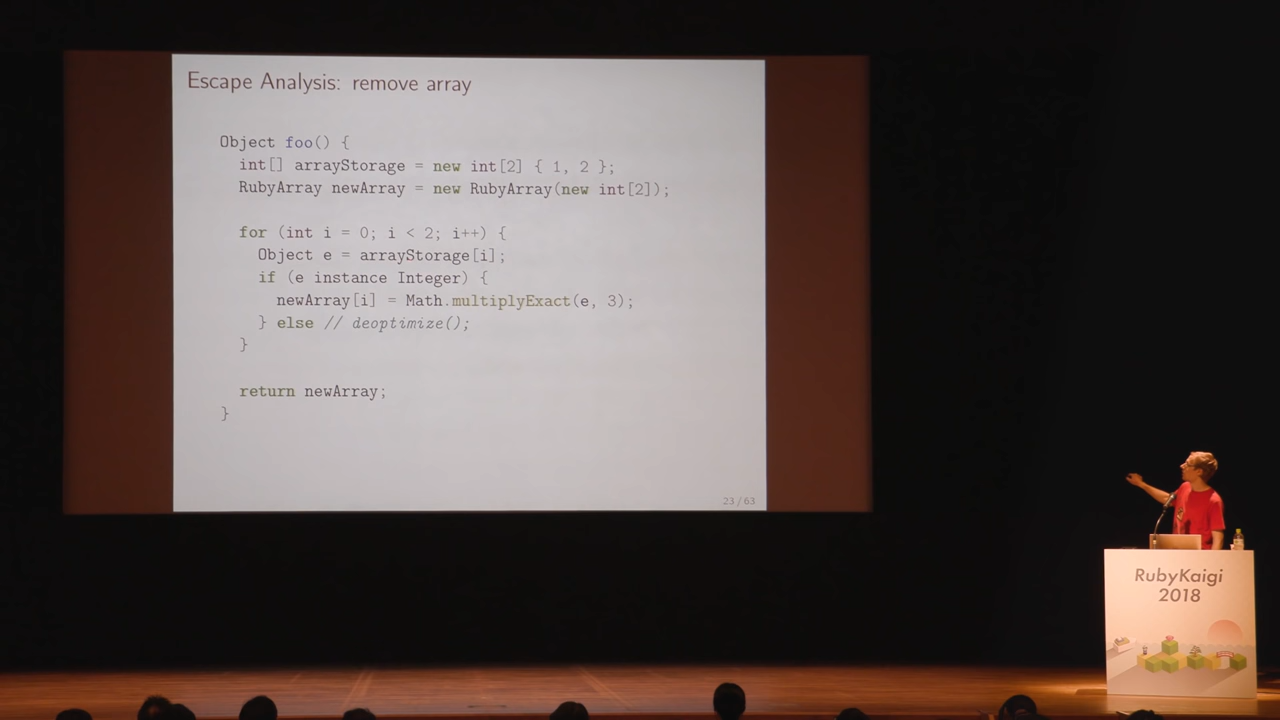 Escape Analysis: remove array
Object foo() {
int[] arrayStorage = new int[2] { 1, 2 };
RubyArray newArray = new RubyArray(new int[2]);
for (int i = 0; i < 2; i++) {
Object e = arrayStorage[i];
if (e instance Integer) {
newArray[i] = Math.multiplyExact(e, 3);
} else // deoptimize();
}
return newArray;
}
23 / 63
RubyKaigi
2018